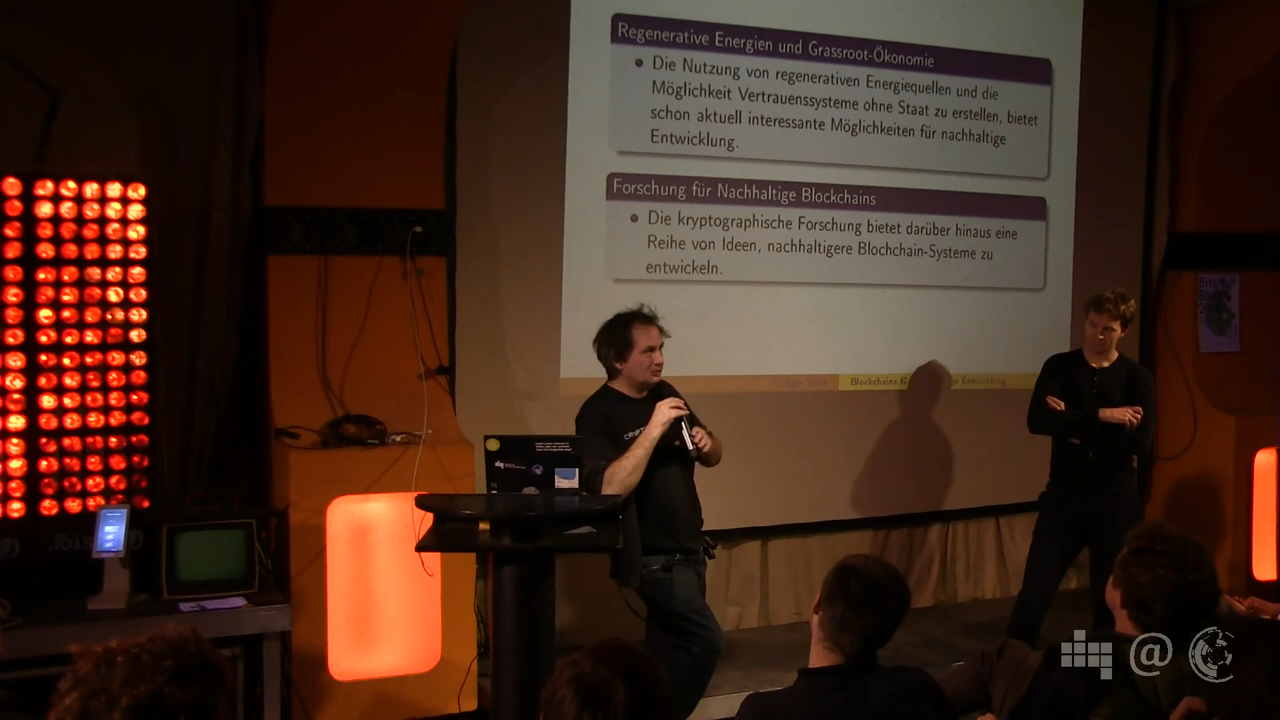 Regenerative Energien und Grassroot-Ökonomie
Die Nutzung von regenerativen Energiequellen und die
Möglichkeit Vertrauenssysteme ohne Staat zu erstellen, bietet
schon aktuell interessante Möglichkeiten für nachhaltige
Entwicklung.
Forschung für Nachhaltige Blockchains
Die kryptographische Forschung bietet darüber hinaus eine
Reihe von Ideen, nachhaltigere Blochchain-Systeme zu
entwickeln.
Blockchains Entwicklung
@